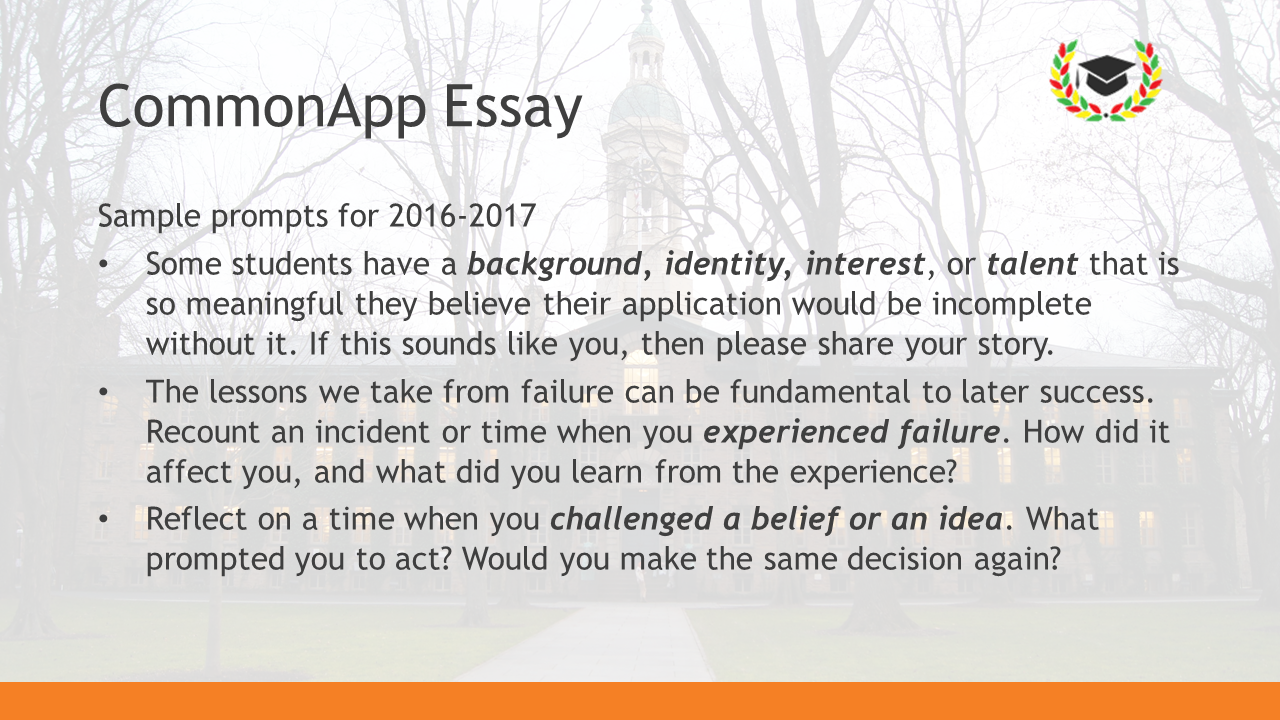 CommonApp Essay
Sample prompts for 2016-2017
• Some students have a background, identity, interest, or talent that is
so meaningful they believe their application would be incomplete
without it. If this sounds like you, then please share your story.
• The lessons we take from failure can be fundamental to later success.
Recount an incident or time when you experienced failure. How did it
affect you, and what did you learn from the experience?
• Reflect on a time when you challenged a belief or an idea. What
prompted you to act? Would you make the same decision again?